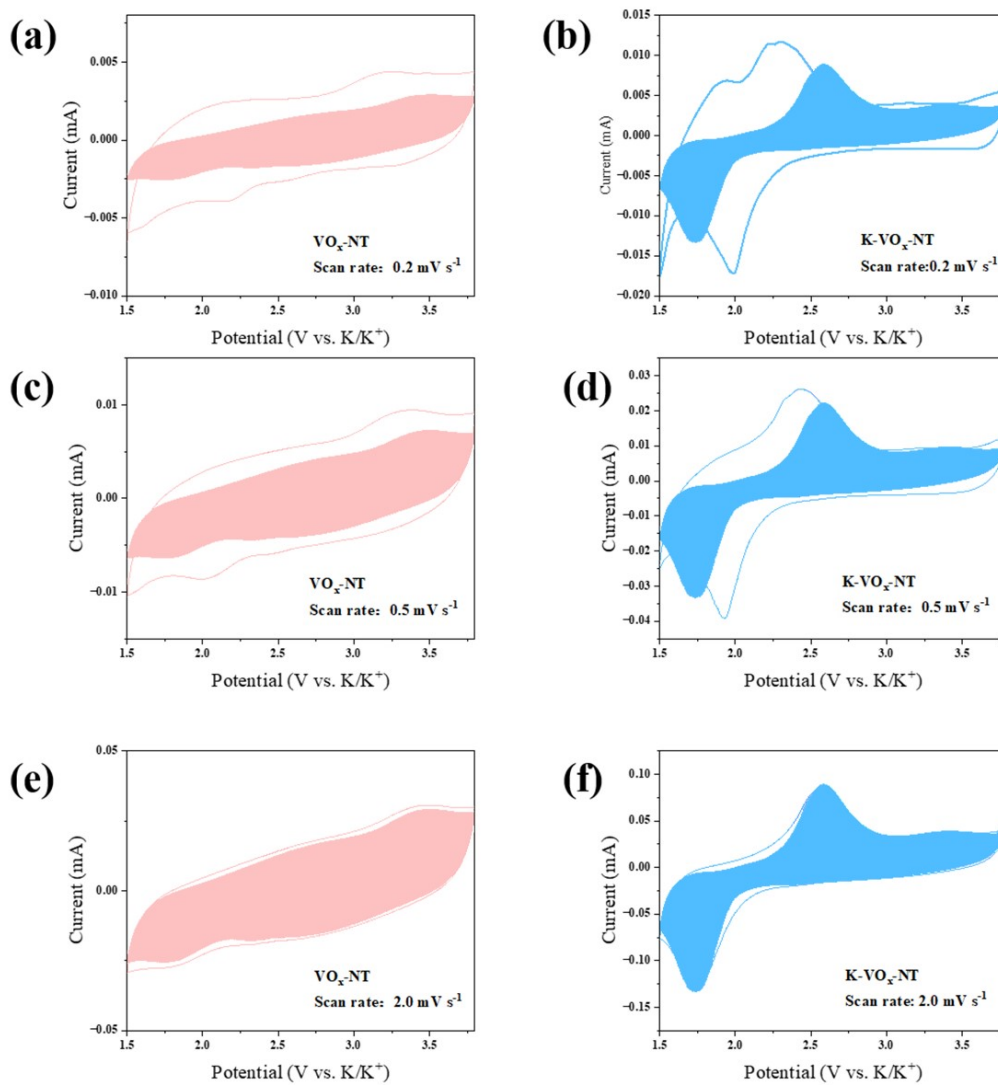 (a)
0.005
0.000
−0.005
−0.010
Current (mA)
VOₓ-NT
Scan rate: 0.2 mV s⁻¹
1.5 2.0 2.5 3.0 3.5
Potential (V vs. K/K⁺)
(b)
0.015
0.010
0.005
0.000
−0.005
−0.010
−0.015
−0.020
Current (mA)
K-VOₓ-NT
Scan rate:0.2 mV s⁻¹
1.5 2.0 2.5 3.0 3.5
Potential (V vs. K/K⁺)
(c)
0.01
0.00
−0.01
Current (mA)
VOₓ-NT
Scan rate: 0.5 mV s⁻¹
1.5 2.0 2.5 3.0 3.5
Potential (V vs. K/K⁺)
(d)
0.03
0.02
0.01
0.00
−0.01
−0.02
−0.03
−0.04
Current (mA)
K-VOₓ-NT
Scan rate: 0.5 mV s⁻¹
1.5 2.0 2.5 3.0 3.5
Potential (V vs. K/K⁺)
(e)
0.05
0.00
−0.05
Current (mA)
VOₓ-NT
Scan rate: 2.0 mV s⁻¹
1.5 2.0 2.5 3.0 3.5
Potential (V vs. K/K⁺)
(f)
0.10
0.05
0.00
−0.05
−0.10
−0.15
Current (mA)
K-VOₓ-NT
Scan rate: 2.0 mV s⁻¹
1.5 2.0 2.5 3.0 3.5
Potential (V vs. K/K⁺)